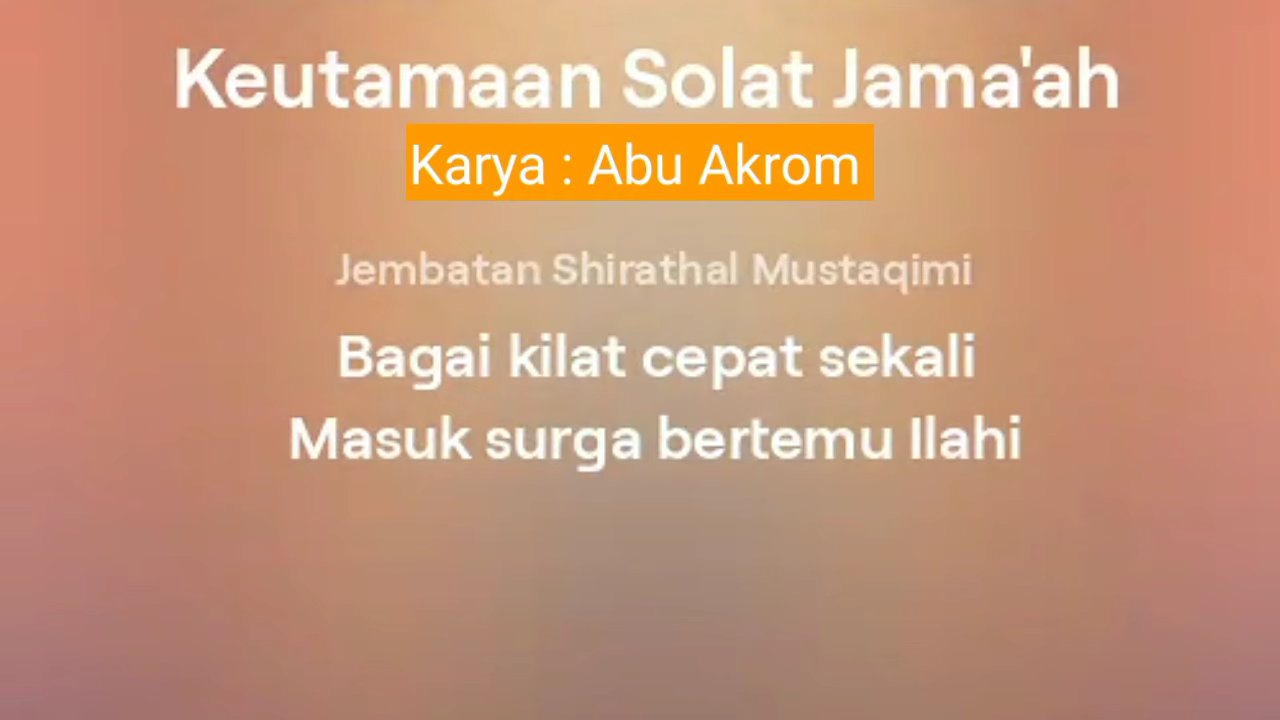 Keutamaan Solat Jama'ah
Karya : Abu Akrom
Jembatan Shirathal Mustaqimi
Bagai kilat cepat sekali
Masuk surga bertemu Ilahi